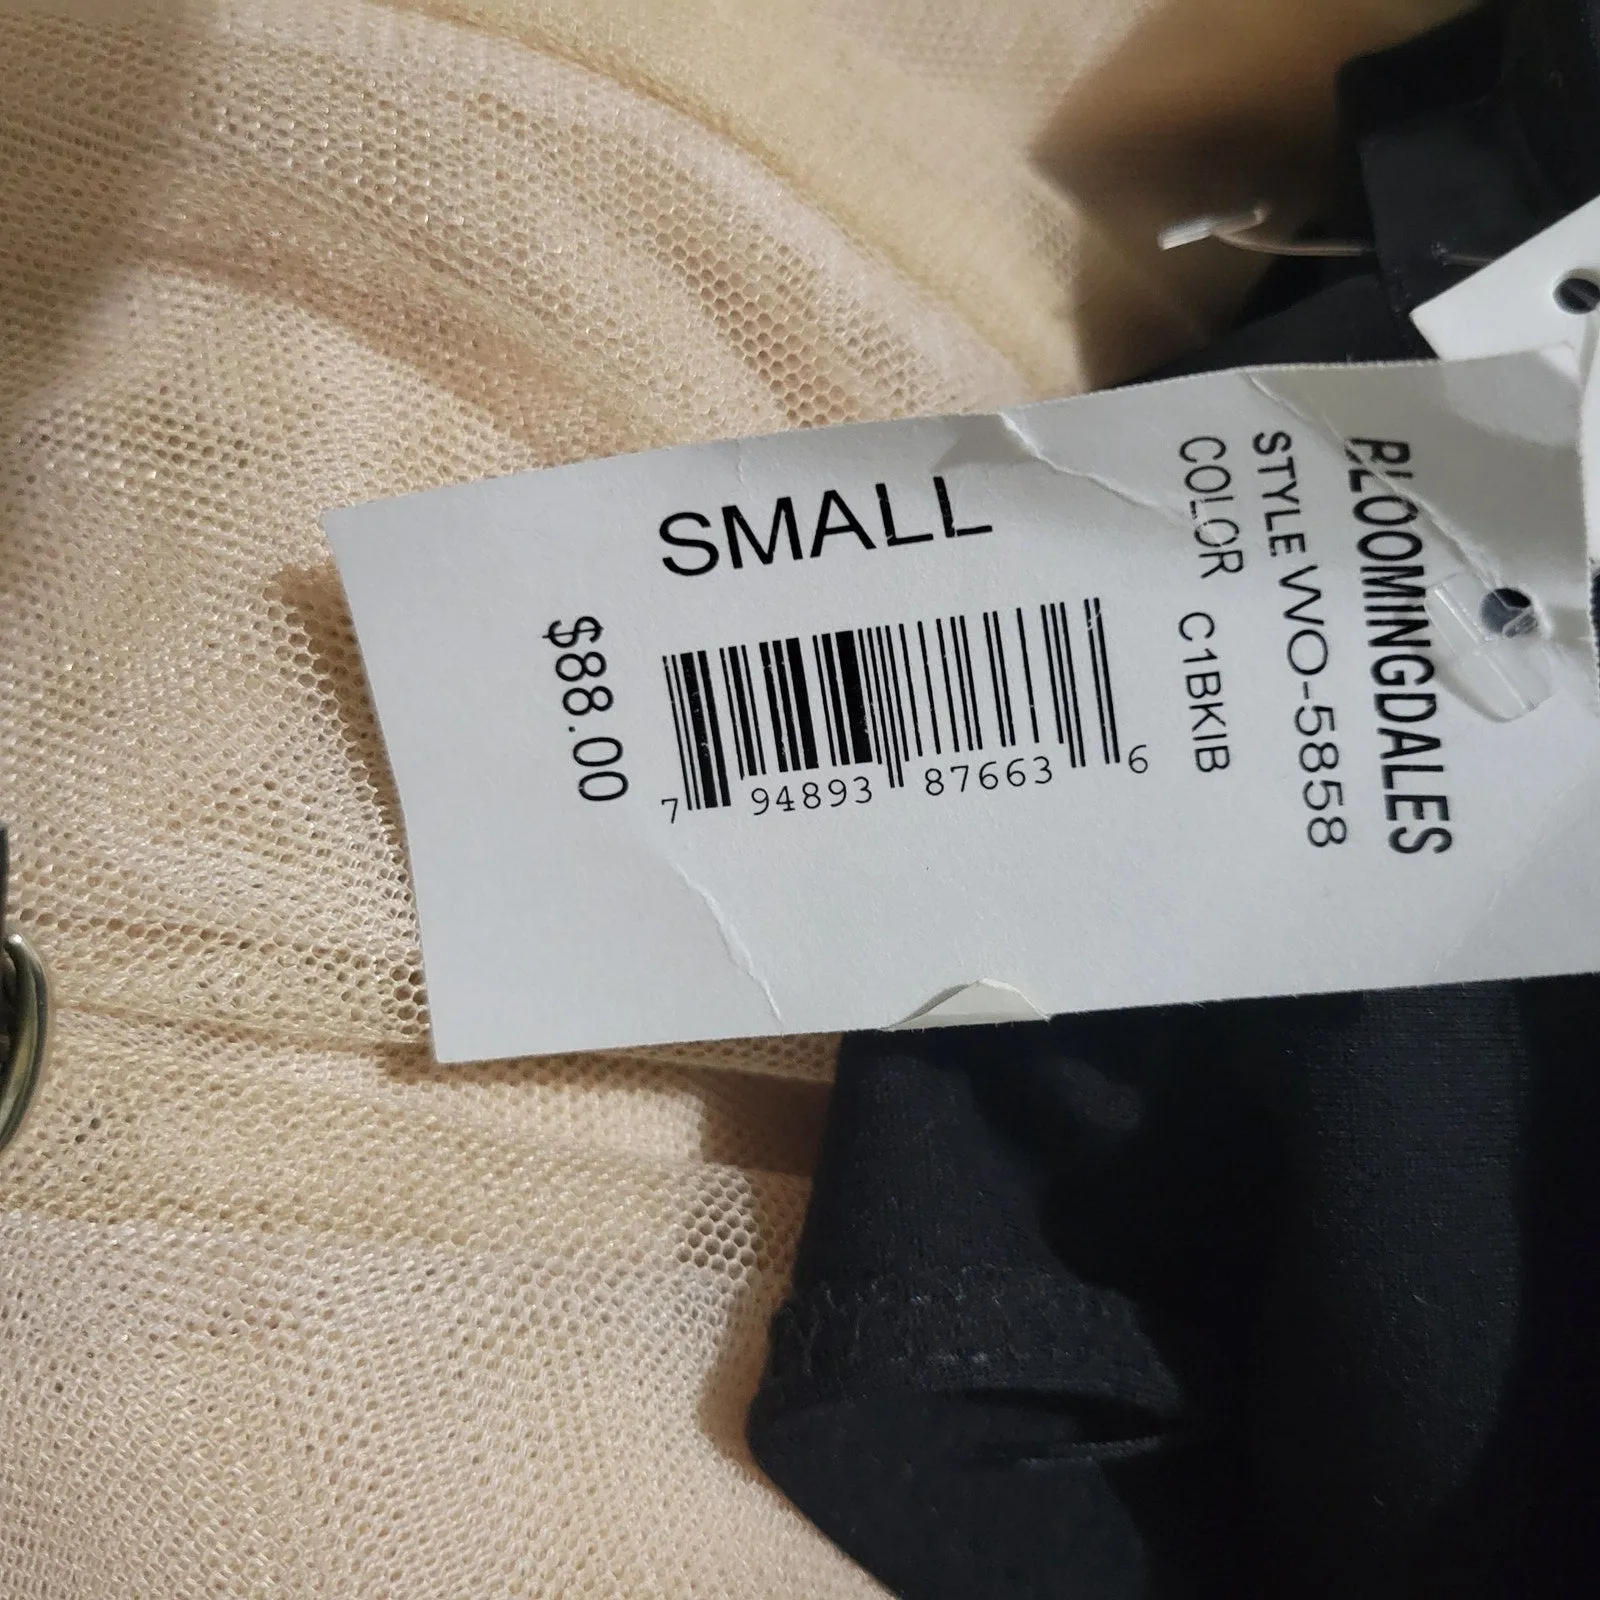 BLOOMINGDALES
STYLE WO-5858
COLOR C1BKIB
SMALL
7 94893 87663 6
$88.00